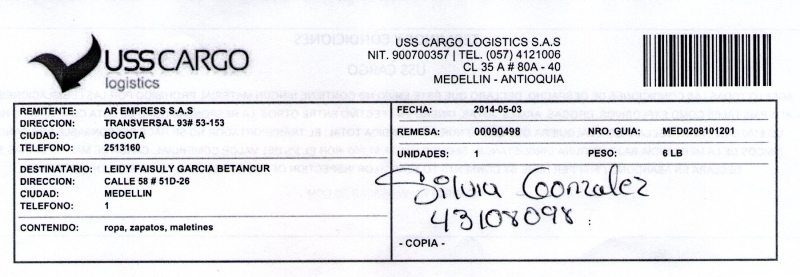 USSCARGO
logistics
USS CARGO LOGISTICS S.A.S
NIT. 900700357 | TEL. (057) 4121006
CL 35 A # 80A - 40
MEDELLIN - ANTIOQUIA
REMITENTE: AR EMPRESS S.A.S
DIRECCION: TRANSVERSAL 93# 53-153
CIUDAD: BOGOTA
TELEFONO: 2513160
DESTINATARIO: LEIDY FAISULY GARCIA BETANCUR
DIRECCION: CALLE 58 # 51D-26
CIUDAD: MEDELLIN
TELEFONO: 1
CONTENIDO: ropa, zapatos, maletines
FECHA: 2014-05-03
REMESA: 00090498 NRO. GUIA: MED0208101201
UNIDADES: 1 PESO: 6 LB
Silvia Gonzalez
43108098
- COPIA -